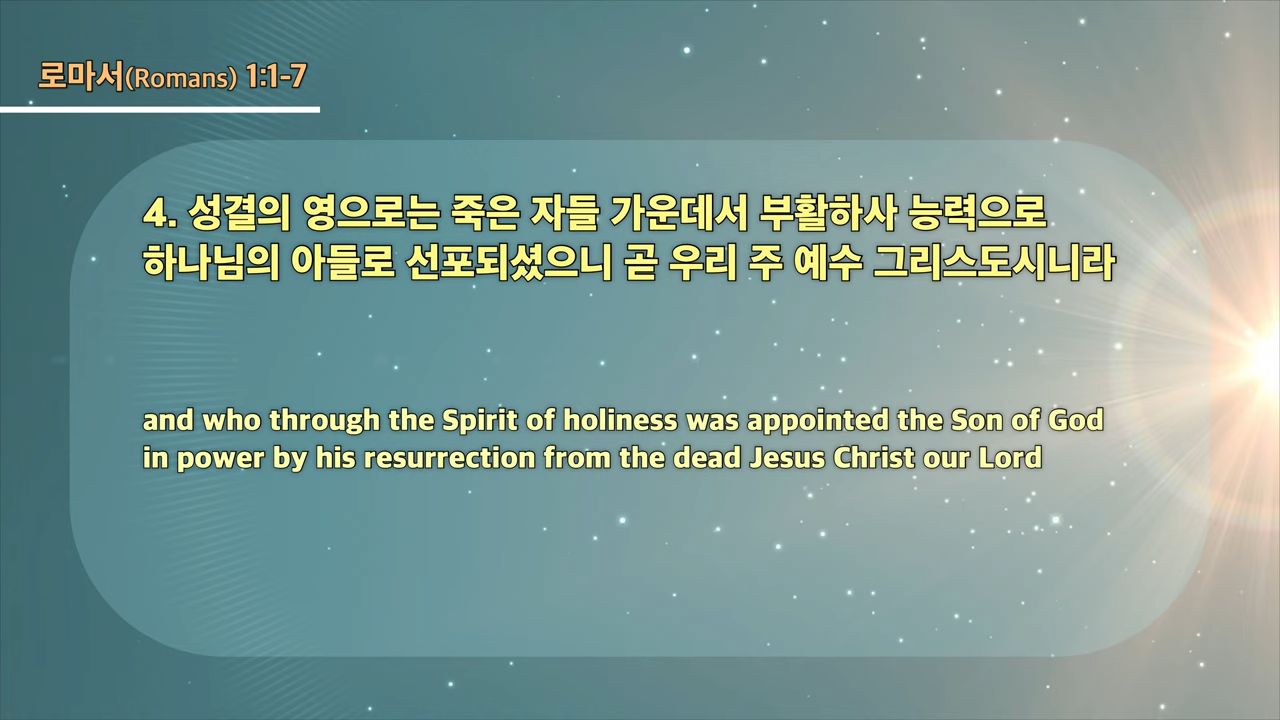 로마서(Romans) 1:1-7
4. 성결의 영으로는 죽은 자들 가운데서 부활하사 능력으로
하나님의 아들로 선포되셨으니 곧 우리 주 예수 그리스도시니라
and who through the Spirit of holiness was appointed the Son of God
in power by his resurrection from the dead Jesus Christ our Lord